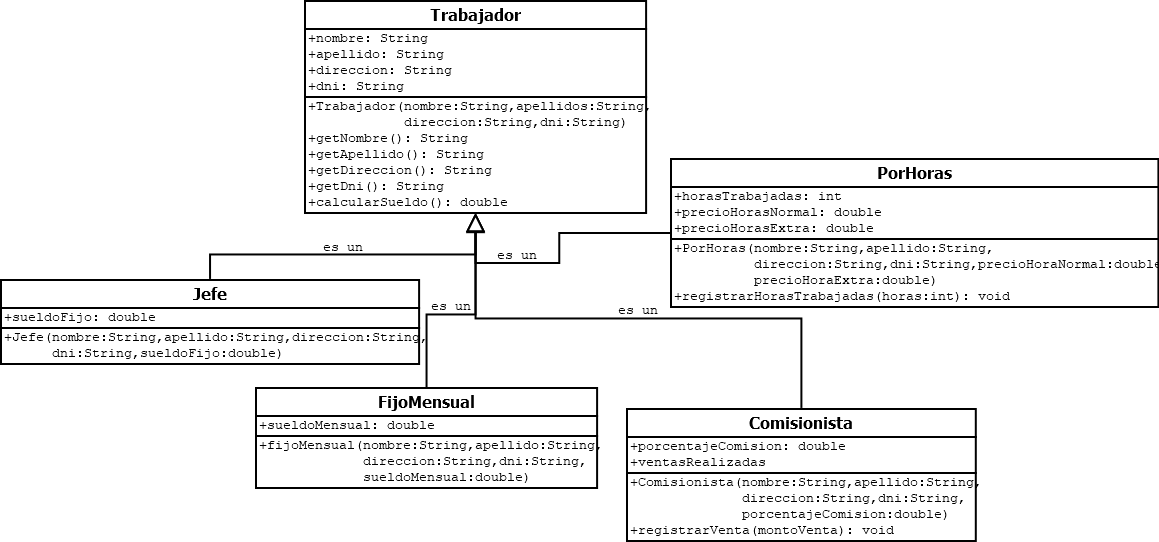 Trabajador
+nombre: String
+apellido: String
+direccion: String
+dni: String
+Trabajador(nombre:String,apellidos:String,
direccion:String,dni:String)
+getNombre(): String
+getApellido(): String
+getDireccion(): String
+getDni(): String
+calcularSueldo(): double
PorHoras
+horasTrabajadas: int
+precioHorasNormal: double
+precioHorasExtra: double
+PorHoras(nombre:String,apellido:String,
direccion:String,dni:String,precioHoraNormal:double
precioHoraExtra:double)
+registrarHorasTrabajadas(horas:int): void
es un
es un
es un
es un
Jefe
+sueldoFijo: double
+Jefe(nombre:String,apellido:String,direccion:String,
dni:String,sueldoFijo:double)
FijoMensual
+sueldoMensual: double
+fijoMensual(nombre:String,apellido:String,
direccion:String,dni:String,
sueldoMensual:double)
Comisionista
+porcentajeComision: double
+ventasRealizadas
+Comisionista(nombre:String,apellido:String,
direccion:String,dni:String,
porcentajeComision:double)
+registrarVenta(montoVenta): void